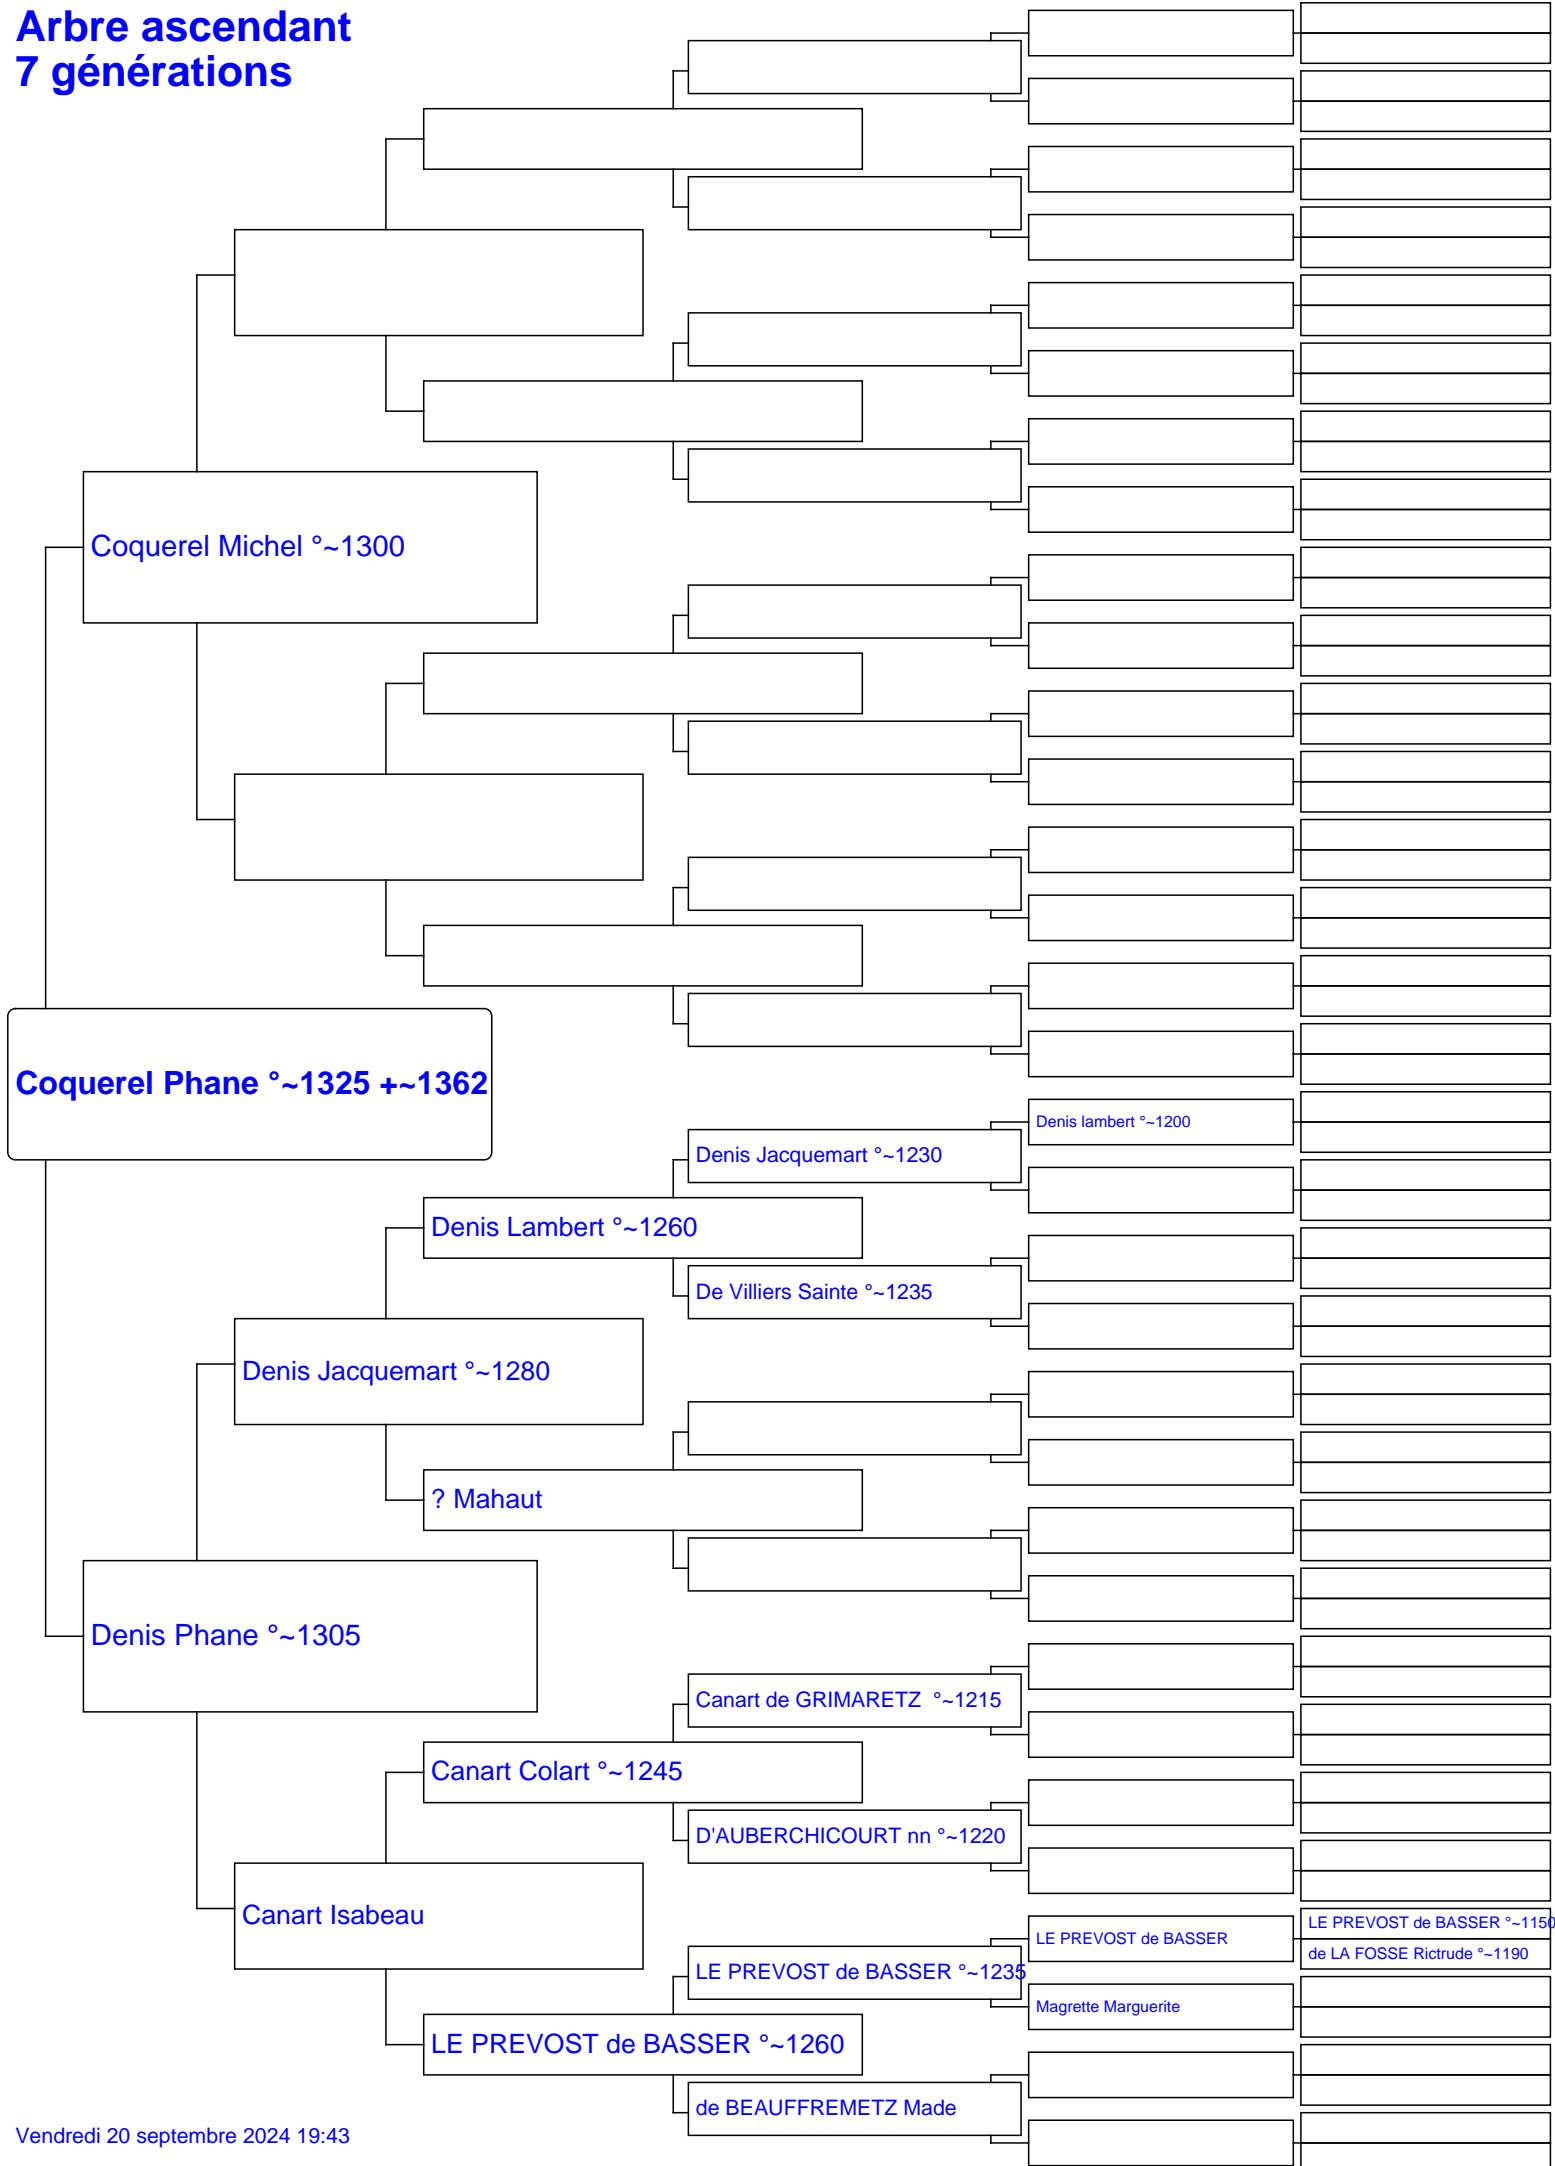 Arbre ascendant
7 générations
Coquerel Michel °~1300
Coquerel Phane °~1325 +~1362
Denis lambert °~1200
Denis Jacquemart °~1230
Denis Lambert °~1260
De Villiers Sainte °~1235
Denis Jacquemart °~1280
? Mahaut
Denis Phane °~1305
Canart de GRIMARETZ  °~1215
Canart Colart °~1245
D'AUBERCHICOURT nn °~1220
Canart Isabeau
LE PREVOST de BASSER °~1150
LE PREVOST de BASSER
de LA FOSSE Rictrude °~1190
LE PREVOST de BASSER °~1235
Magrette Marguerite
LE PREVOST de BASSER °~1260
de BEAUFFREMETZ Made
Vendredi 20 septembre 2024 19:43